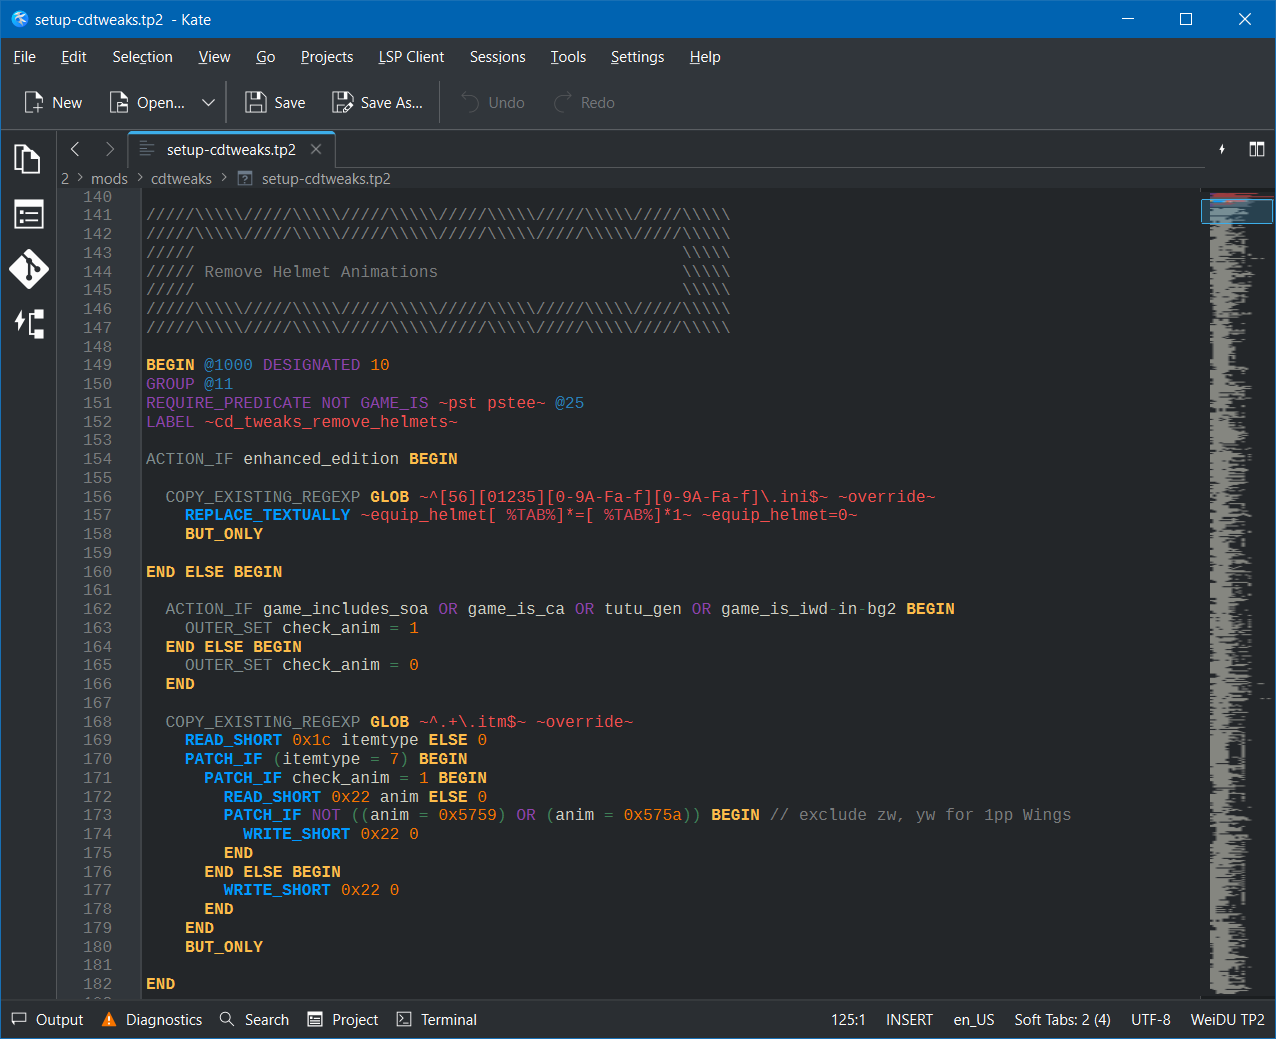 setup-cdtweaks.tp2 - Kate
File Edit Selection View Go Projects LSP Client Sessions Tools Settings Help
New Open... Save Save As... Undo Redo
setup-cdtweaks.tp2
2 > mods > cdtweaks > setup-cdtweaks.tp2
140
141 /////\\\\\/////\\\\\/////\\\\\/////\\\\\/////\\\\\/////\\\\\
142 /////\\\\\/////\\\\\/////\\\\\/////\\\\\/////\\\\\/////\\\\\
143 /////                                                  \\\\\
144 ///// Remove Helmet Animations                         \\\\\
145 /////                                                  \\\\\
146 /////\\\\\/////\\\\\/////\\\\\/////\\\\\/////\\\\\/////\\\\\
147 /////\\\\\/////\\\\\/////\\\\\/////\\\\\/////\\\\\/////\\\\\
148
149 BEGIN @1000 DESIGNATED 10
150 GROUP @11
151 REQUIRE_PREDICATE NOT GAME_IS ~pst pstee~ @25
152 LABEL ~cd_tweaks_remove_helmets~
153
154 ACTION_IF enhanced_edition BEGIN
155
156   COPY_EXISTING_REGEXP GLOB ~^[56][01235][0-9A-Fa-f][0-9A-Fa-f]\.ini$~ ~override~
157     REPLACE_TEXTUALLY ~equip_helmet[ %TAB%]*=[ %TAB%]*1~ ~equip_helmet=0~
158     BUT_ONLY
159
160 END ELSE BEGIN
161
162   ACTION_IF game_includes_soa OR game_is_ca OR tutu_gen OR game_is_iwd-in-bg2 BEGIN
163     OUTER_SET check_anim = 1
164   END ELSE BEGIN
165     OUTER_SET check_anim = 0
166   END
167
168   COPY_EXISTING_REGEXP GLOB ~^.+\.itm$~ ~override~
169     READ_SHORT 0x1c itemtype ELSE 0
170     PATCH_IF (itemtype = 7) BEGIN
171       PATCH_IF check_anim = 1 BEGIN
172         READ_SHORT 0x22 anim ELSE 0
173         PATCH_IF NOT ((anim = 0x5759) OR (anim = 0x575a)) BEGIN // exclude zw, yw for 1pp Wings
174           WRITE_SHORT 0x22 0
175         END
176       END ELSE BEGIN
177         WRITE_SHORT 0x22 0
178       END
179     END
180     BUT_ONLY
181
182 END
Output Diagnostics Search Project Terminal 125:1 INSERT en_US Soft Tabs: 2 (4) UTF-8 WeiDU TP2